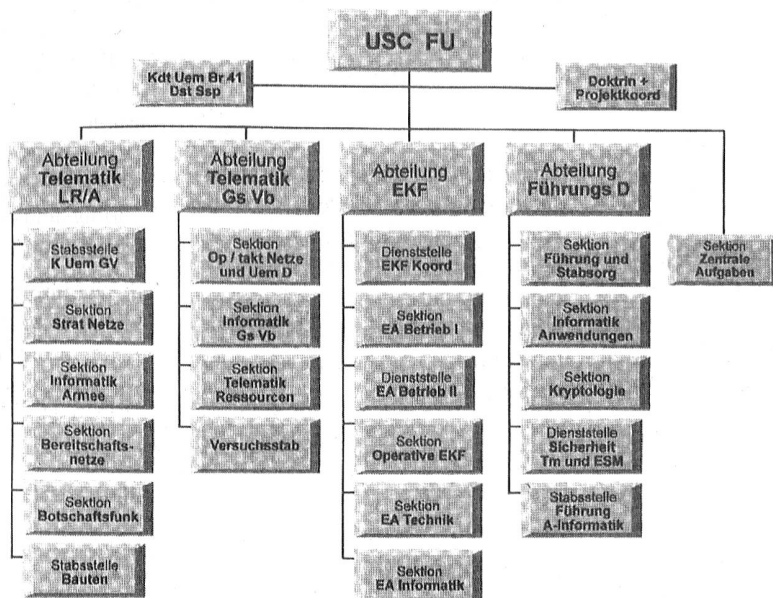 USC FU
Kdt Uem Br 41
Dst Ssp
Doktrin +
Projektkoord
Abteilung
Telematik
LR/A
Stabsstelle
K Uem GV
Sektion
Strat Netze
Sektion
Informatik
Armee
Sektion
Bereitschafts-
netze
Sektion
Botschaftsfunk
Stabsstelle
Bauten
Abteilung
Telematik
Gs Vb
Sektion
Op / takt Netze
und Uem D
Sektion
Informatik
Gs Vb
Sektion
Telematik
Ressourcen
Versuchsstab
Abteilung
EKF
Dienststelle
EKF Koord
Sektion
EA Betrieb I
Dienststelle
EA Betrieb II
Sektion
Operative EKF
Sektion
EA Technik
Sektion
EA Informatik
Abteilung
Führungs D
Sektion
Führung und
Stabsorg
Sektion
Informatik
Anwendungen
Sektion
Kryptologie
Dienststelle
Sicherheit
Tm und ESM
Stabsstelle
Führung
A-Informatik
Sektion
Zentrale
Aufgaben